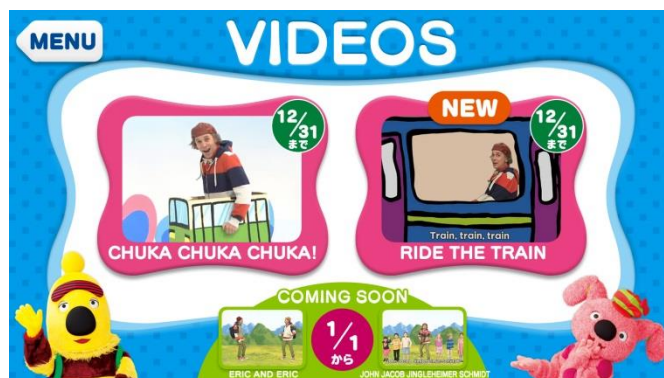 MENU
VIDEOS
12/31
まで
CHUKA CHUKA CHUKA!
NEW
12/31
まで
Train, train, train
RIDE THE TRAIN
COMING SOON
1/1
から
ERIC AND ERIC
JOHN JACOB JINGLEHEIMER SCHMIDT